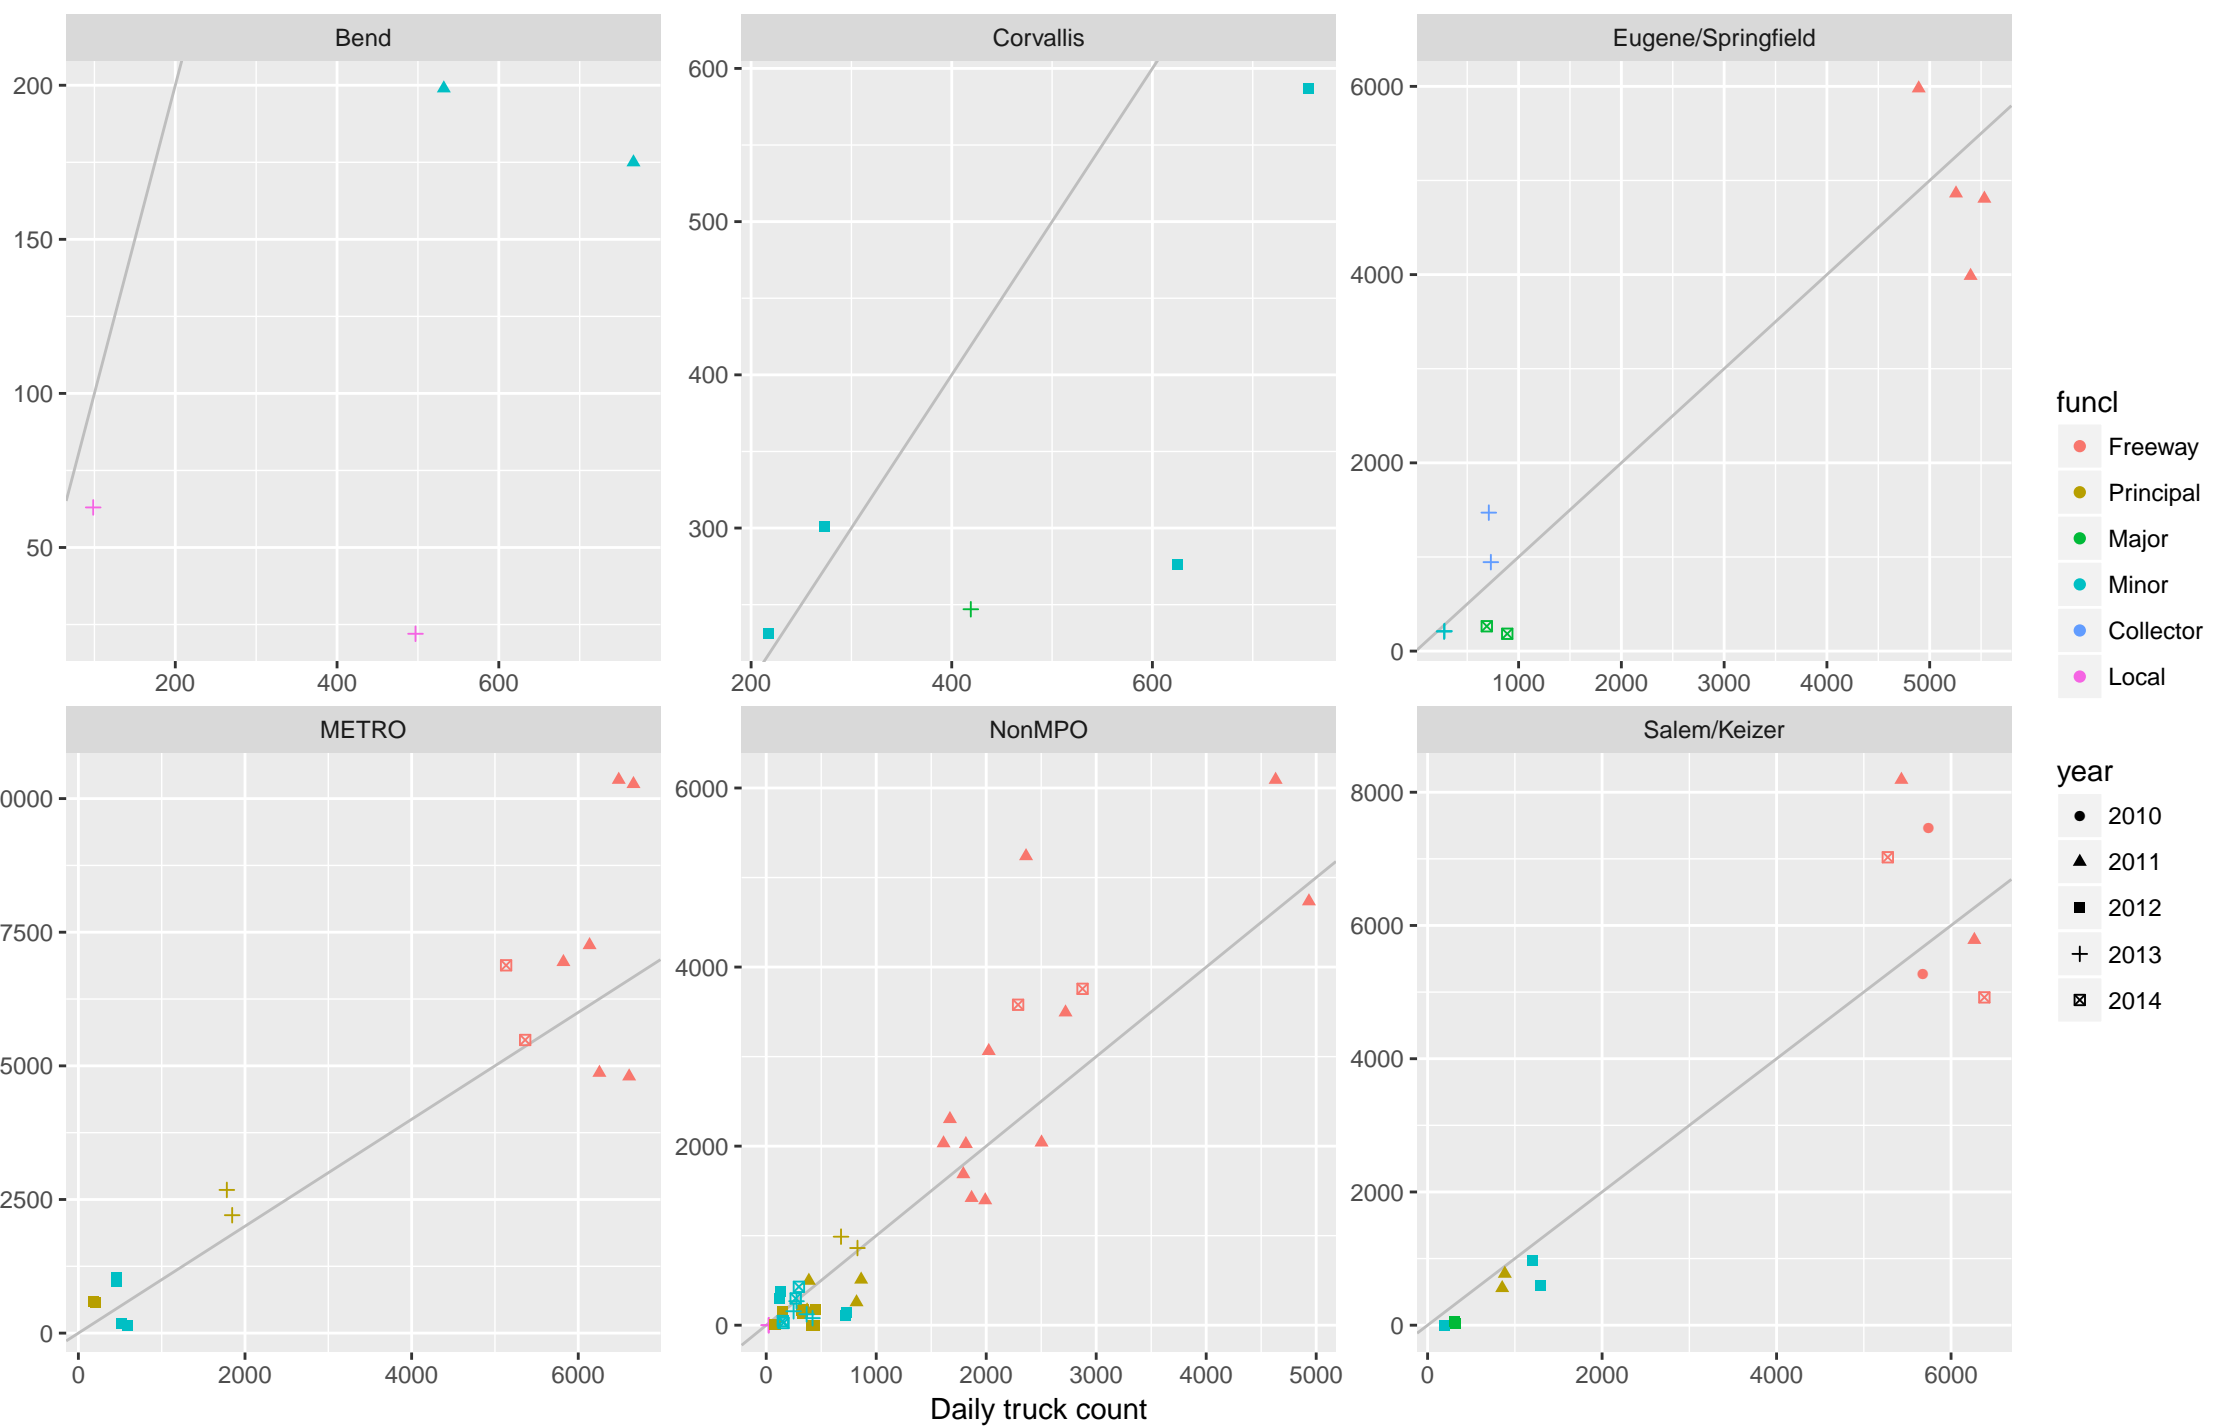 Bend
Corvallis
Eugene/Springfield
200
150
100
50
200 400 600
600
500
400
300
200 400 600
6000
4000
2000
0
1000 2000 3000 4000 5000
METRO
NonMPO
Salem/Keizer
0000
7500
5000
2500
0
0 2000 4000 6000
6000
4000
2000
0
0 1000 2000 3000 4000 5000
8000
6000
4000
2000
0
0 2000 4000 6000
Daily truck count
funcl
Freeway
Principal
Major
Minor
Collector
Local
year
2010
2011
2012
2013
2014